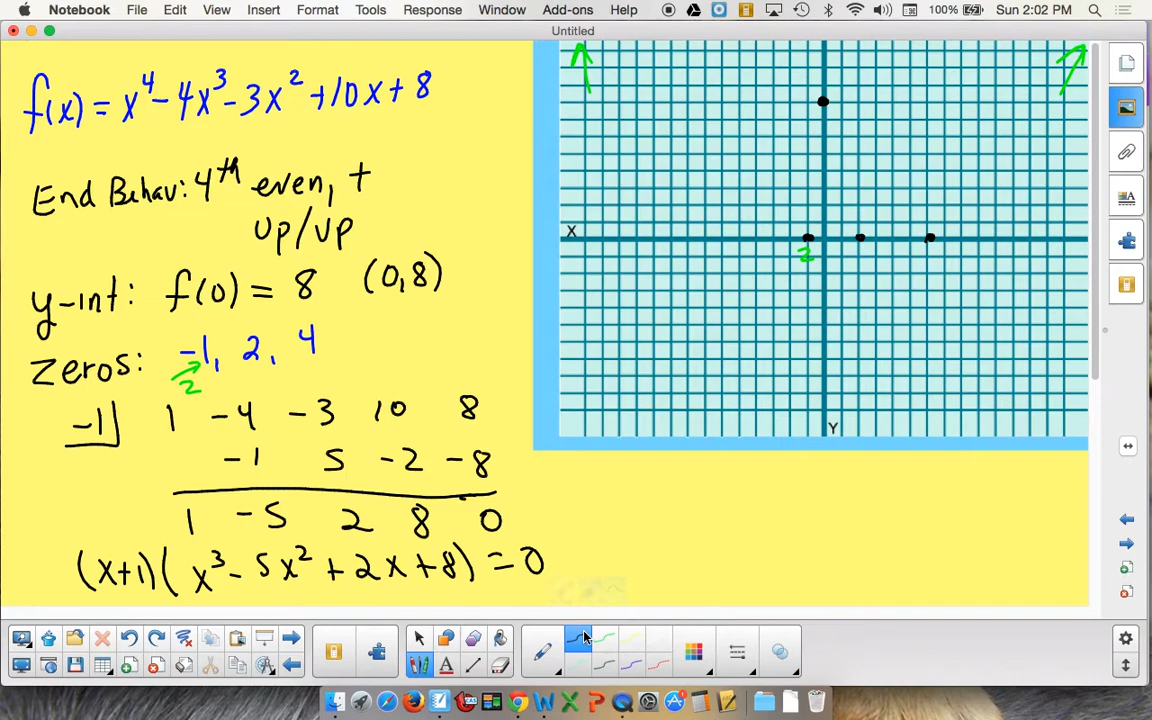 Notebook File Edit View Insert Format Tools Response Window Add-ons Help 100% Sun 2:02 PM
Untitled
f(x) = x⁴ - 4x³ - 3x² + 10x + 8
End Behav: 4th even, +
up/up
y-int: f(0) = 8 (0,8)
zeros: -1, 2, 4
2
-1| 1 -4 -3 10 8
-1 5 -2 -8
1 -5 2 8 0
(x+1)(x³ - 5x² + 2x + 8) = 0
X
2
Y
A